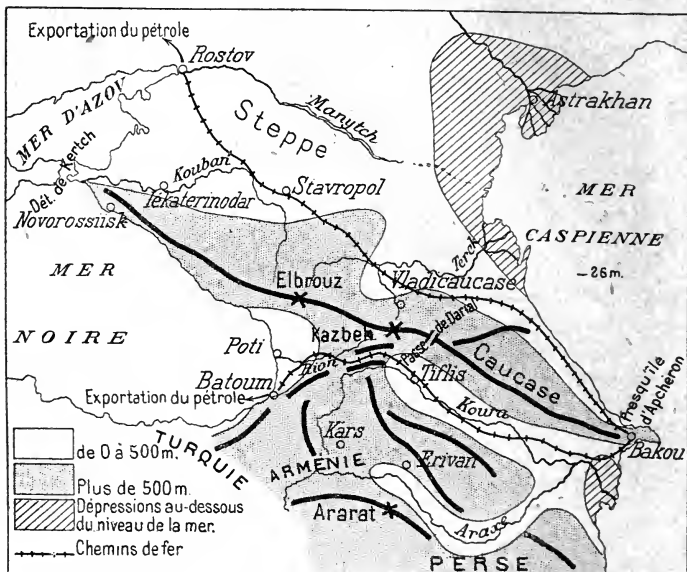 Exportation du pétrole
Rostov
MER D'AZOV
Manytch
Steppe
Astrakhan
Dét. de Kertch
Kouban
Iekaterinodar
Stavropol
Novorossiisk
MER
CASPIENNE
-26m.
Terek
Vladicaucase
Elbrouz
MER
NOIRE
Kazbek
Passe de Darial
Caucase
Presqu'île
d'Apchéron
Poti
Rion
Tiflis
Batoum
Exportation du pétrole
Koura
Bakou
TURQUIE
Kars
ARMÉNIE
Erivan
Ararat
Araxe
PERSE
de 0 à 500m.
Plus de 500m.
Dépressions au-dessous
du niveau de la mer.
Chemins de fer